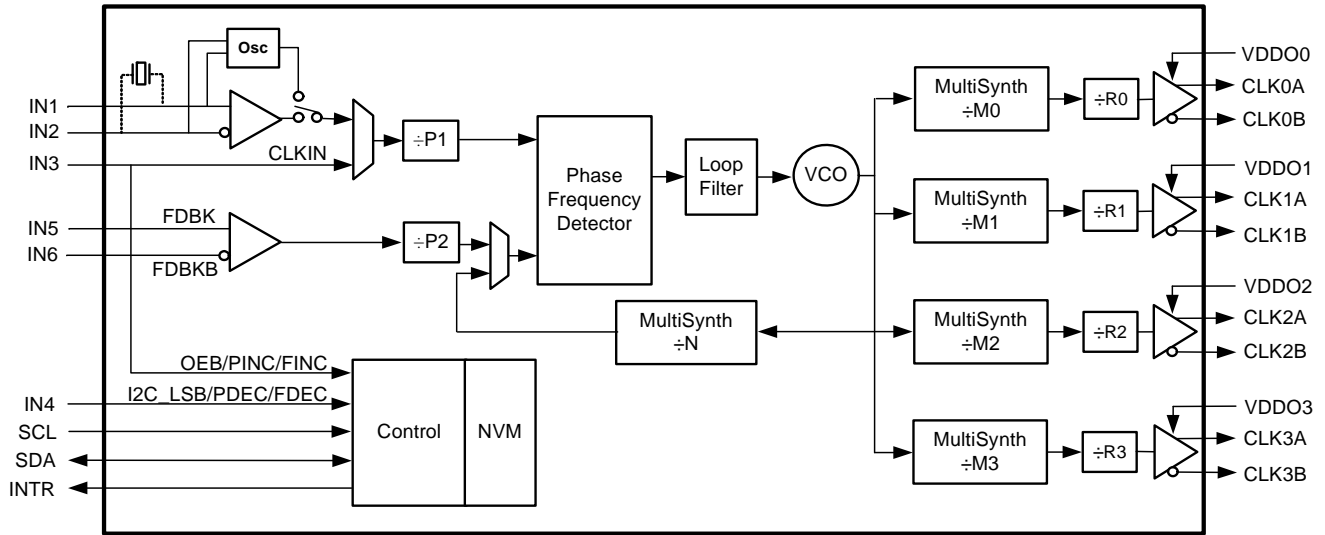 Osc
IN1
IN2
IN3
CLKIN
÷P1
IN5
FDBK
IN6
FDBKB
÷P2
Phase
Frequency
Detector
Loop
Filter
VCO
MultiSynth
÷N
MultiSynth
÷M0
÷R0
VDDO0
CLK0A
CLK0B
MultiSynth
÷M1
÷R1
VDDO1
CLK1A
CLK1B
MultiSynth
÷M2
÷R2
VDDO2
CLK2A
CLK2B
MultiSynth
÷M3
÷R3
VDDO3
CLK3A
CLK3B
OEB/PINC/FINC
IN4
I2C_LSB/PDEC/FDEC
SCL
SDA
INTR
Control
NVM